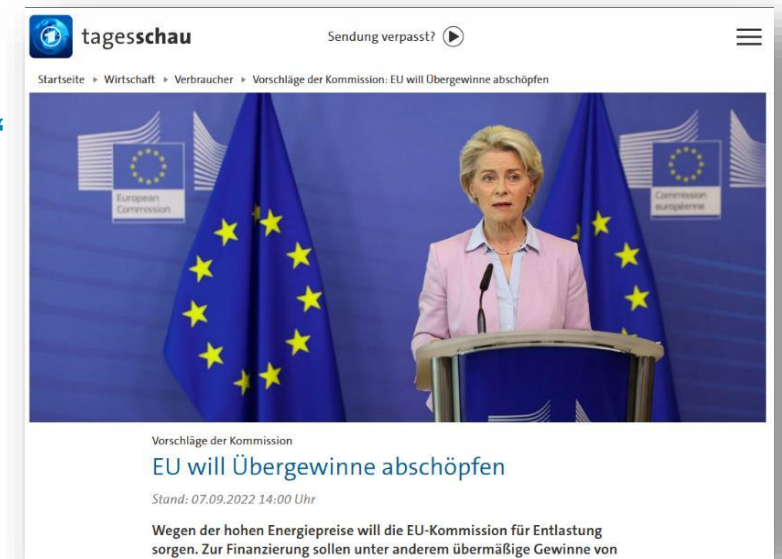 “
tagesschau
Sendung verpasst?
Startseite ▸ Wirtschaft ▸ Verbraucher ▸ Vorschläge der Kommission: EU will Übergewinne abschöpfen
European
Commission
Commission
européenne
Vorschläge der Kommission
EU will Übergewinne abschöpfen
Stand: 07.09.2022 14:00 Uhr
Wegen der hohen Energiepreise will die EU-Kommission für Entlastung
sorgen. Zur Finanzierung sollen unter anderem übermäßige Gewinne von